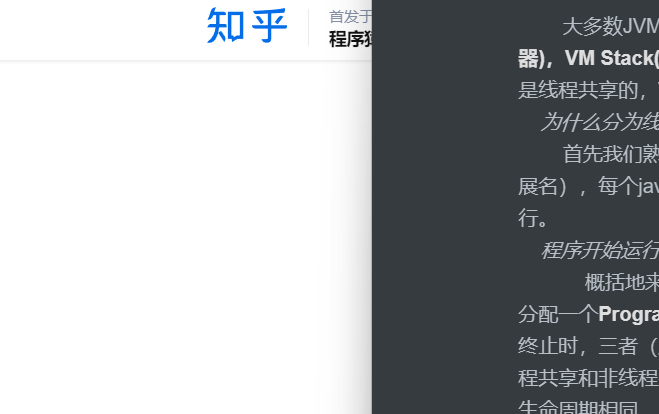 知乎
首发于
程序猿
大多数JVM
器)，VM Stack(
是线程共享的，
为什么分为线
首先我们熟
展名），每个jav
行。
程序开始运行
概括地来
分配一个Progra
终止时，三者（
程共享和非线程
生命周期相同